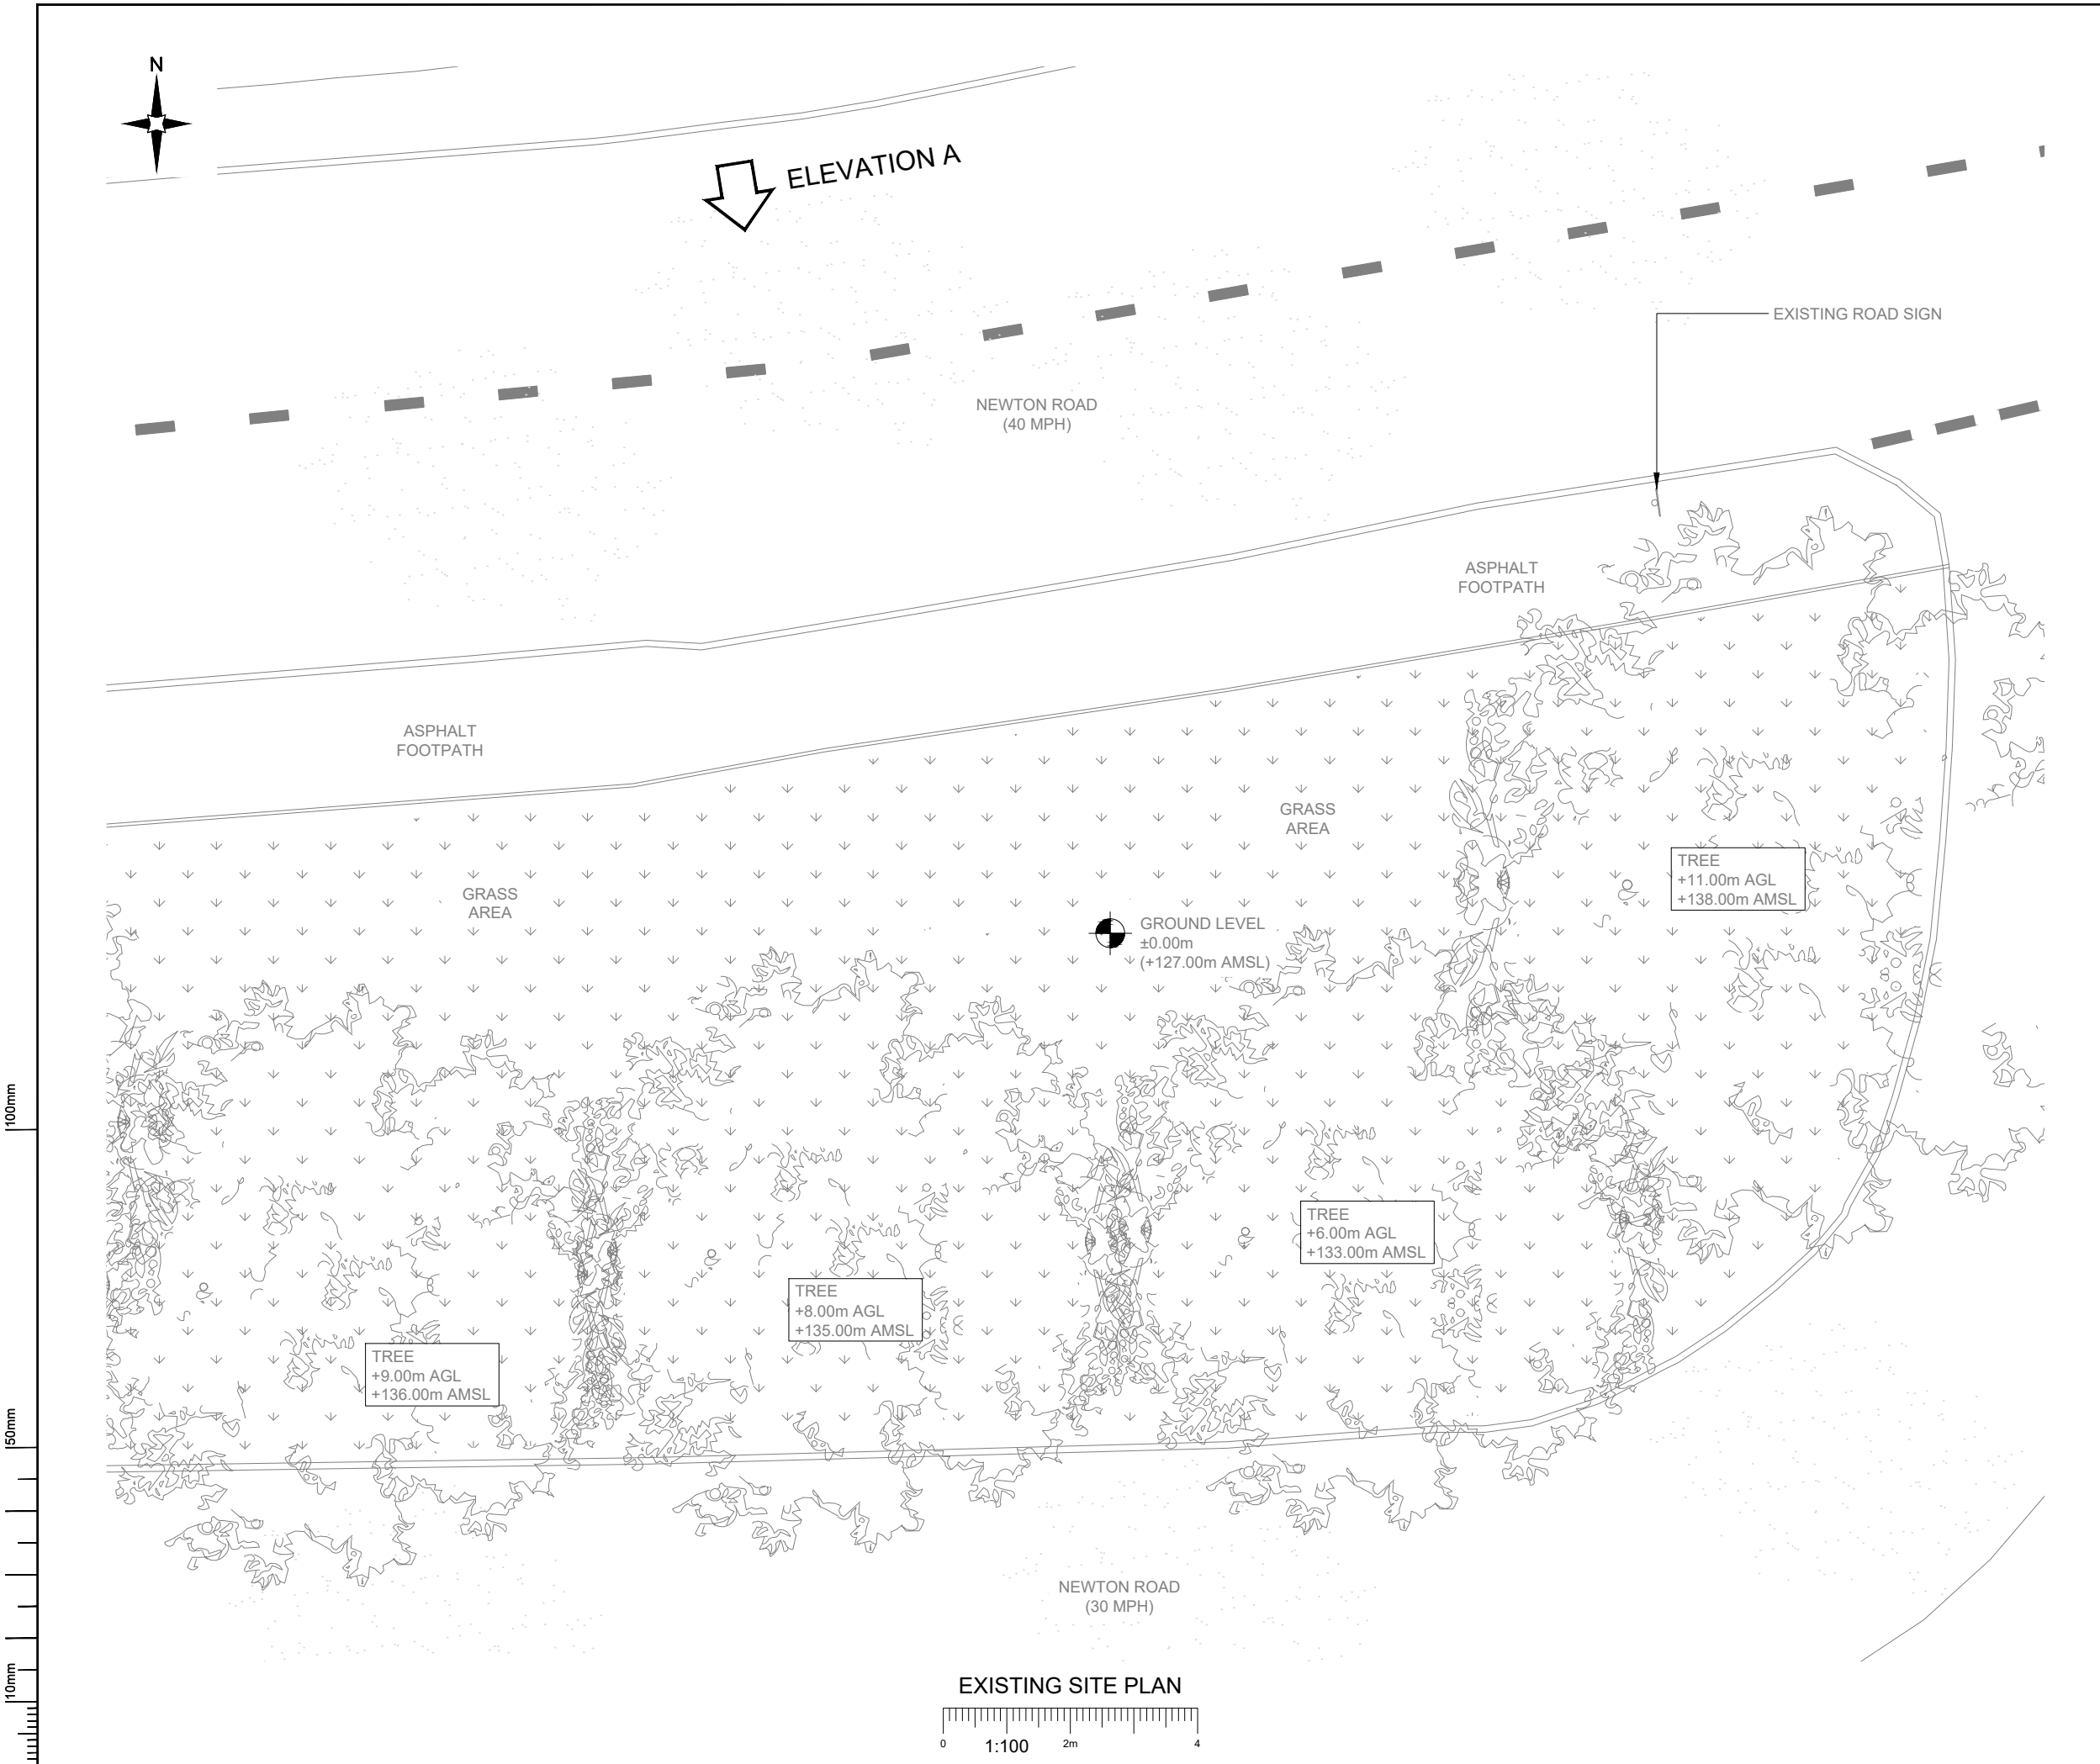 N
ELEVATION A
EXISTING ROAD SIGN
NEWTON ROAD
(40 MPH)
ASPHALT
FOOTPATH
ASPHALT
FOOTPATH
GRASS
AREA
GRASS
AREA
TREE
+11.00m AGL
+138.00m AMSL
GROUND LEVEL
±0.00m
(+127.00m AMSL)
TREE
+6.00m AGL
+133.00m AMSL
TREE
+8.00m AGL
+135.00m AMSL
TREE
+9.00m AGL
+136.00m AMSL
100mm
50mm
10mm
NEWTON ROAD
(30 MPH)
EXISTING SITE PLAN
0 2m 4
1:100